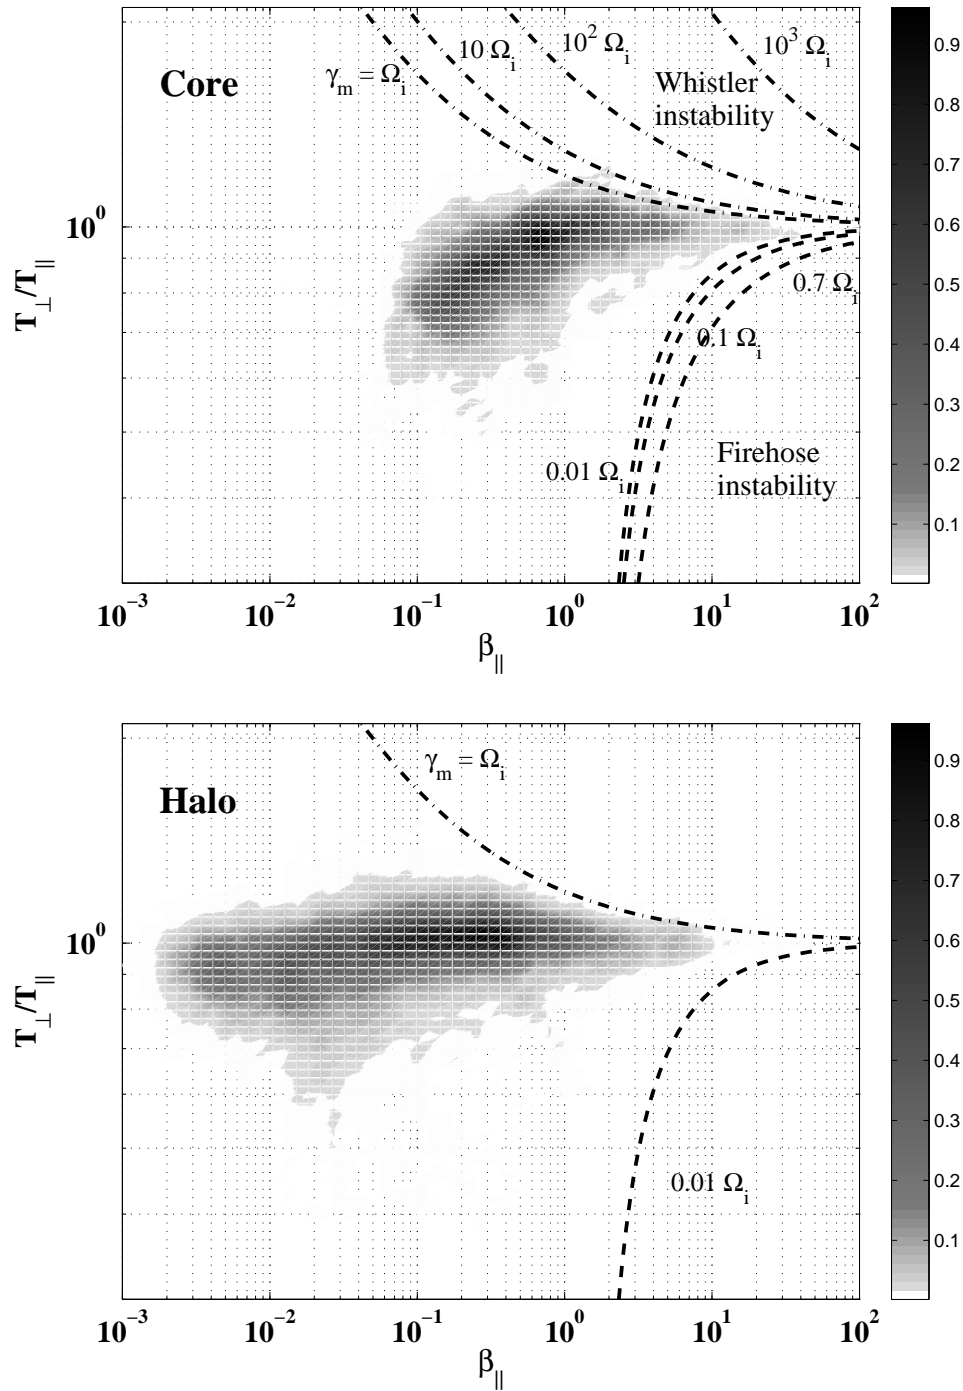 Core
γm = Ωi
10 Ωi
10² Ωi
10³ Ωi
Whistler
instability
0.7 Ωi
0.1 Ωi
0.01 Ωi
Firehose
instability
T⊥/T∥
10⁰
10⁻³ 10⁻² 10⁻¹ 10⁰ 10¹ 10²
β∥
0.9
0.8
0.7
0.6
0.5
0.4
0.3
0.2
0.1
Halo
γm = Ωi
0.01 Ωi
T⊥/T∥
10⁰
10⁻³ 10⁻² 10⁻¹ 10⁰ 10¹ 10²
β∥
0.9
0.8
0.7
0.6
0.5
0.4
0.3
0.2
0.1